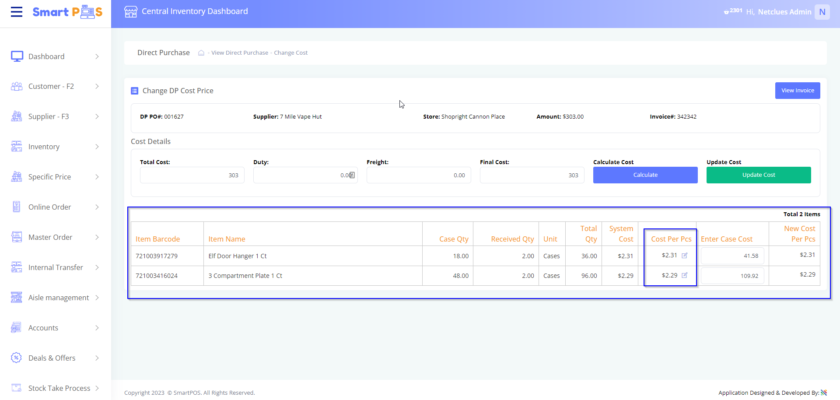 Smart POS
Central Inventory Dashboard
2301 Hi, Netclues Admin N
Dashboard
Customer - F2
Supplier - F3
Inventory
Specific Price
Online Order
Master Order
Internal Transfer
Aisle management
Accounts
Deals & Offers
Stock Take Process
Direct Purchase - View Direct Purchase - Change Cost
Change DP Cost Price
View Invoice
DP PO#: 001627 Supplier: 7 Mile Vape Hut Store: Shopright Cannon Place Amount: $303.00 Invoice#: 342342
Cost Details
Total Cost: Duty: Freight: Final Cost: Calculate Cost Update Cost
303 0.00 0.00 303 Calculate Update Cost
Total 2 Items
Item Barcode Item Name Case Qty Received Qty Unit Total Qty System Cost Cost Per Pcs Enter Case Cost New Cost Per Pcs
721003917279 Elf Door Hanger 1 Ct 18.00 2.00 Cases 36.00 $2.31 $2.31 41.58 $2.31
721003416024 3 Compartment Plate 1 Ct 48.00 2.00 Cases 96.00 $2.29 $2.29 109.92 $2.29
Copyright 2023 © SmartPOS. All Rights Reserved.
Application Designed & Developed By: